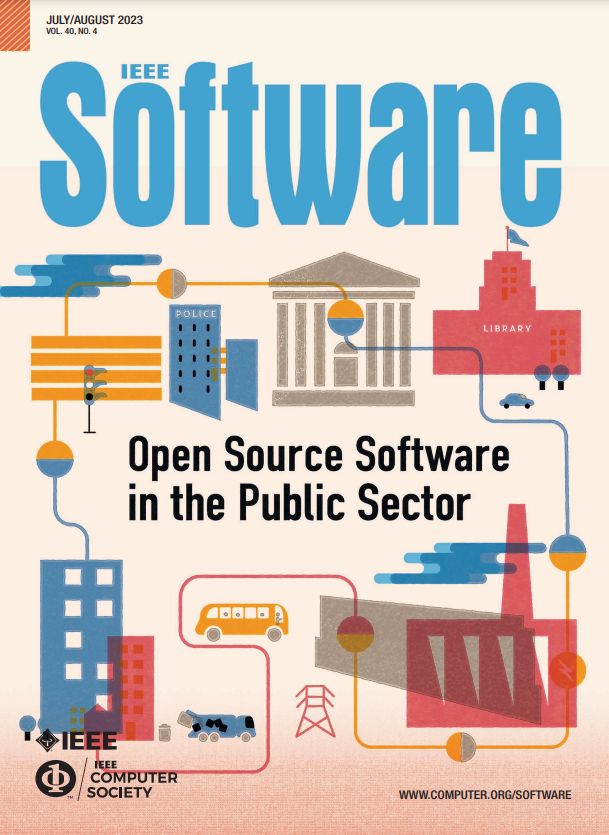 JULY/AUGUST 2023
VOL. 40, NO. 4
IEEE
Software
POLICE
LIBRARY
Open Source Software
in the Public Sector
IEEE
IEEE
COMPUTER
SOCIETY
WWW.COMPUTER.ORG/SOFTWARE